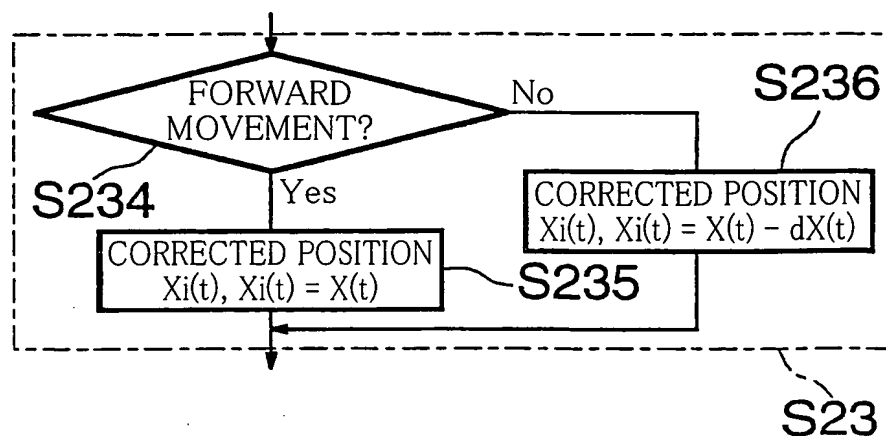 FORWARD
MOVEMENT?
No
S236
S234
Yes
CORRECTED POSITION
Xi(t), Xi(t) = X(t) - dX(t)
CORRECTED POSITION
Xi(t), Xi(t) = X(t)
S235
S23